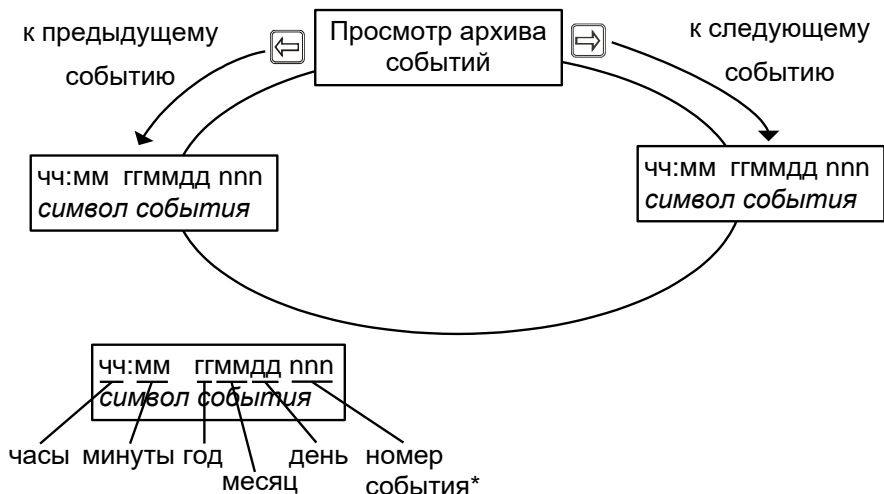 к предыдущему
событию
Просмотр архива
событий
к следующему
событию
чч:мм ггммдд nnn
символ события
чч:мм ггммдд nnn
символ события
чч:мм ггммдд nnn
символ события
часы минуты год
месяц
день
номер
события*